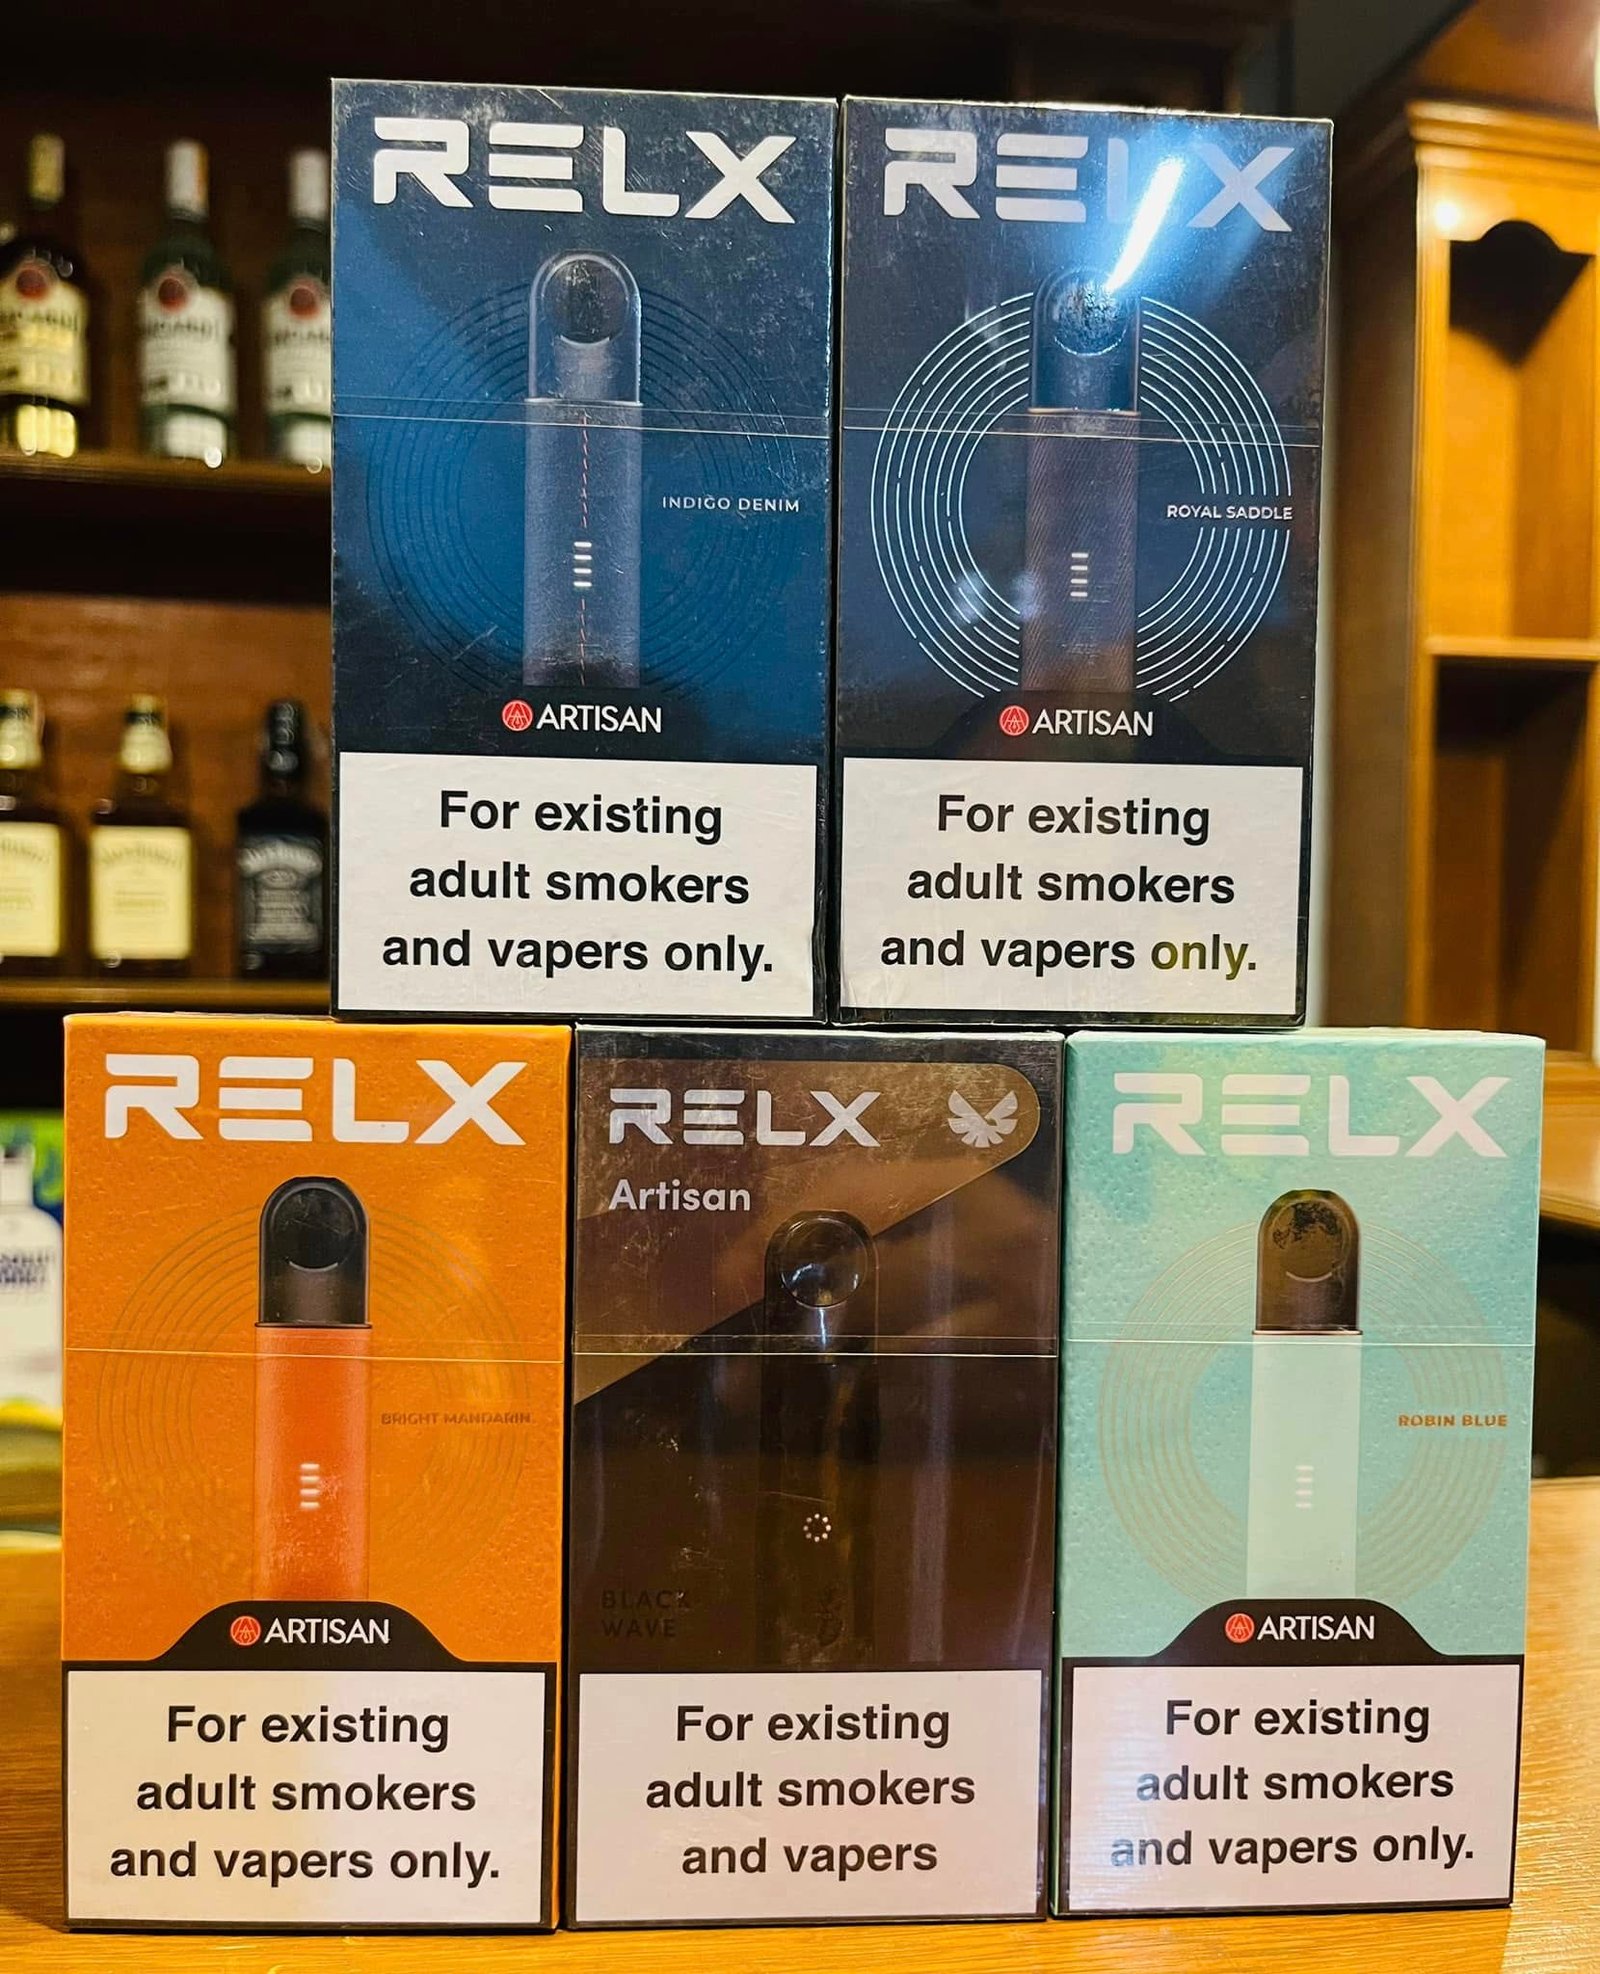 RELX
INDIGO DENIM
ARTISAN
For existing
adult smokers
and vapers only.
RELX
ROYAL SADDLE
ARTISAN
For existing
adult smokers
and vapers only.
RELX
BRIGHT MANDARIN
ARTISAN
For existing
adult smokers
and vapers only.
RELX
Artisan
BLACK
WAVE
For existing
adult smokers
and vapers
RELX
ROBIN BLUE
ARTISAN
For existing
adult smokers
and vapers only.